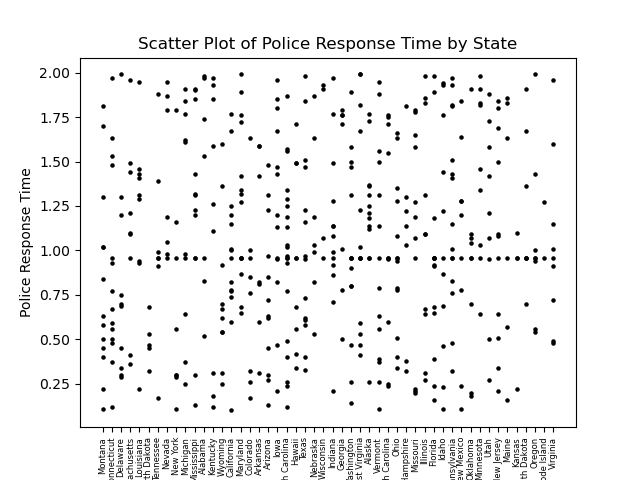 Scatter Plot of Police Response Time by State
Police Response Time
2.00
1.75
1.50
1.25
1.00
0.75
0.50
0.25
Montana
Delaware
Louisiana
Tennessee
Nevada
New York
Michigan
Mississippi
Alabama
Kentucky
Wyoming
California
Maryland
Colorado
Arkansas
Arizona
Iowa
Hawaii
Texas
Nebraska
Wisconsin
Indiana
Georgia
Alaska
Vermont
Ohio
Missouri
Illinois
Florida
Idaho
Oklahoma
Minnesota
Utah
Maine
Kansas
Oregon
Virginia